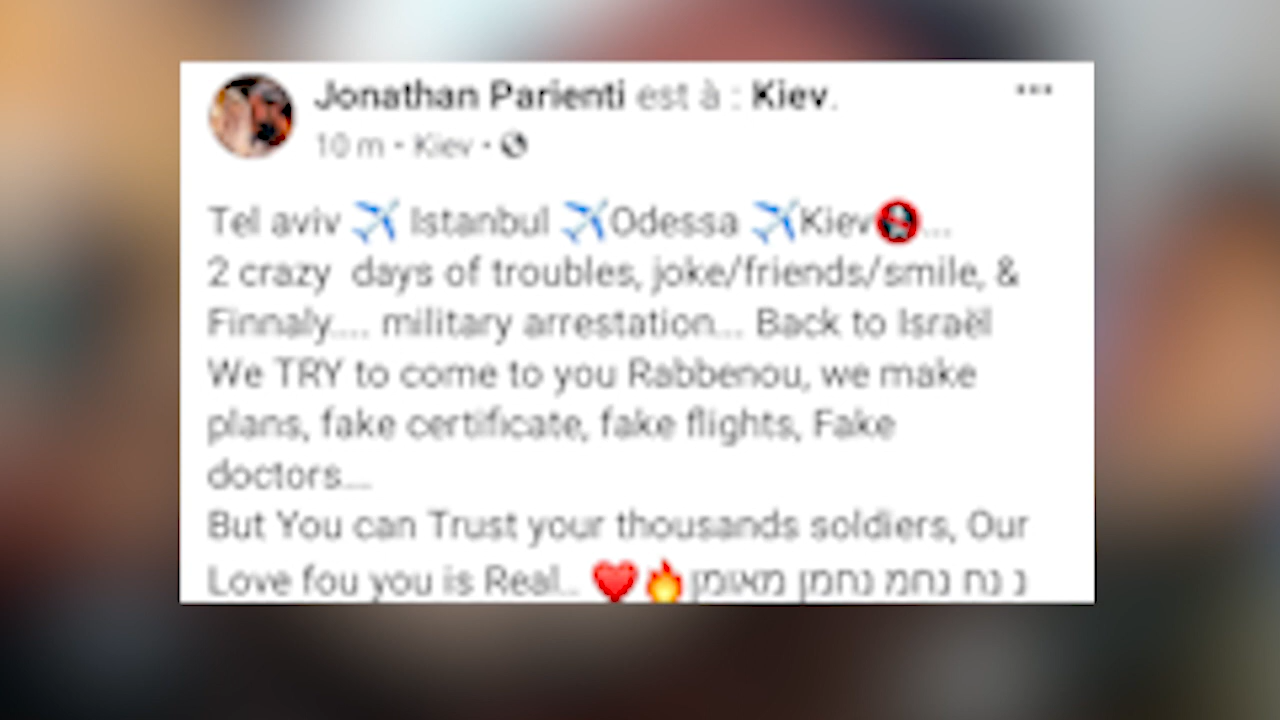 Jonathan Parienti est à : Kiev.
10 m · Kiev ·
Tel aviv ✈️ Istanbul ✈️Odessa ✈️Kiev...
2 crazy days of troubles, joke/friends/smile, &
Finnaly.... military arrestation... Back to Israël
We TRY to come to you Rabbenou, we make
plans, fake certificate, fake flights, Fake
doctors....
But You can Trust your thousands soldiers, Our
Love fou you is Real.. ❤️🔥נ נח נחמ נחמן מאומן